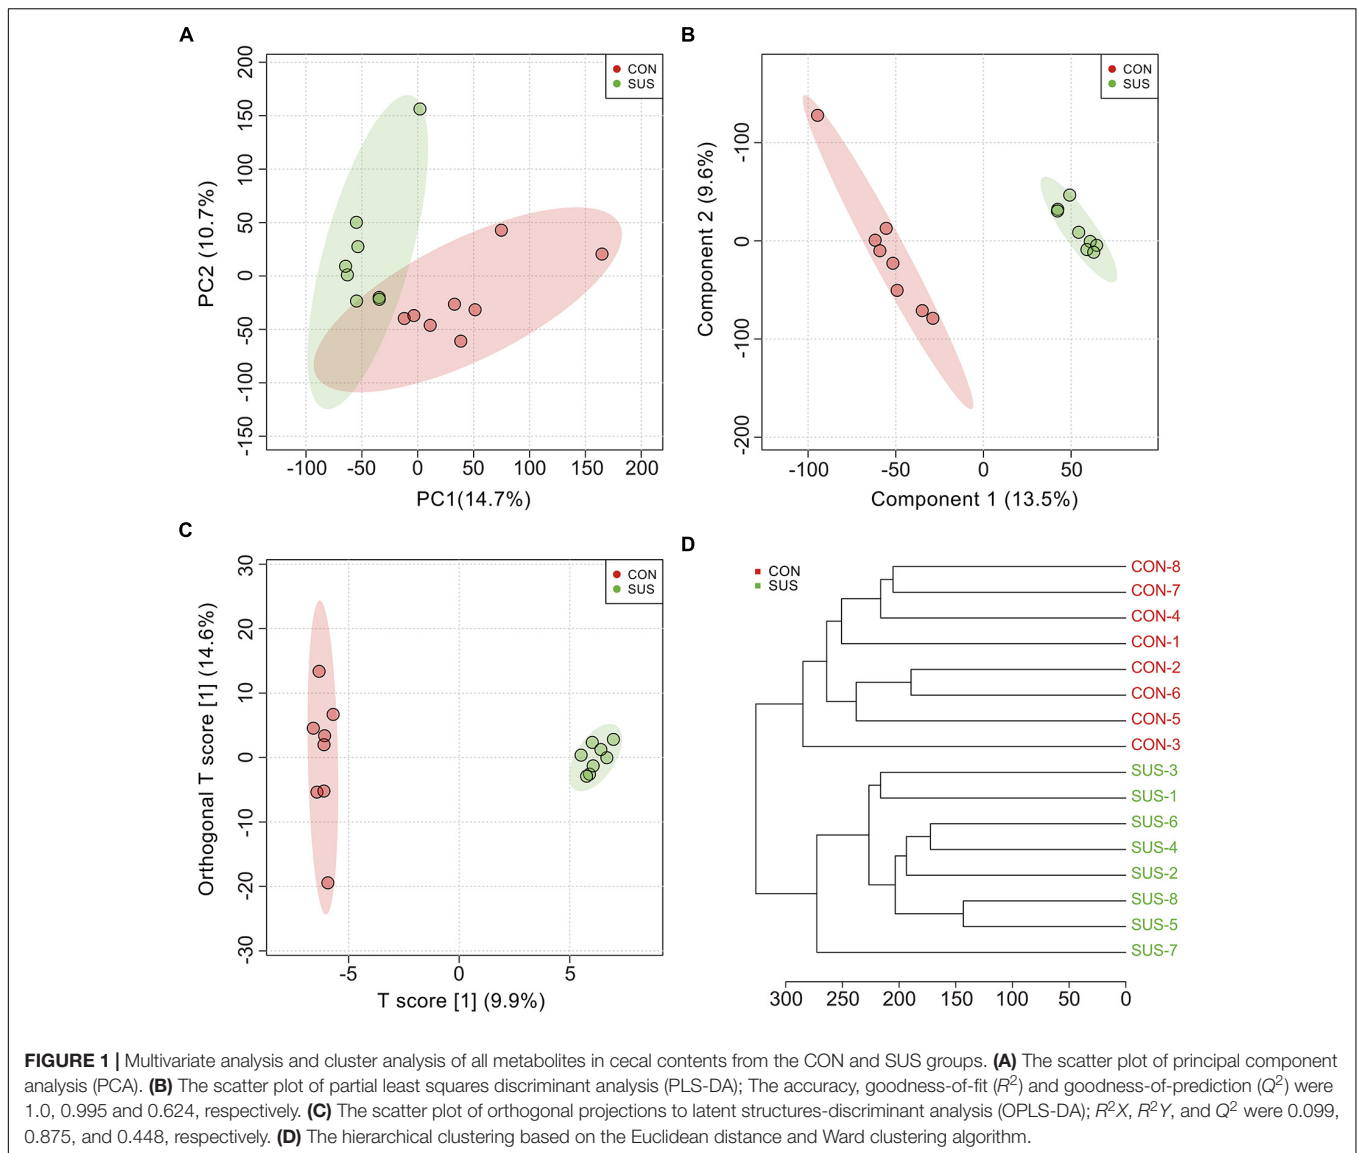 A
CON
SUS
200
150
100
50
0
-50
-100
-150
PC2 (10.7%)
-100 -50 0 50 100 150 200
PC1(14.7%)
B
CON
SUS
-100
0
-100
-200
Component 2 (9.6%)
-100 -50 0 50
Component 1 (13.5%)
C
CON
SUS
30
20
10
0
-10
-20
-30
Orthogonal T score [1] (14.6%)
-5 0 5
T score [1] (9.9%)
D
CON
SUS
CON-8
CON-7
CON-4
CON-1
CON-2
CON-6
CON-5
CON-3
SUS-3
SUS-1
SUS-6
SUS-4
SUS-2
SUS-8
SUS-5
SUS-7
300 250 200 150 100 50 0
FIGURE 1 | Multivariate analysis and cluster analysis of all metabolites in cecal contents from the CON and SUS groups. (A) The scatter plot of principal component
analysis (PCA). (B) The scatter plot of partial least squares discriminant analysis (PLS-DA); The accuracy, goodness-of-fit (R²) and goodness-of-prediction (Q²) were
1.0, 0.995 and 0.624, respectively. (C) The scatter plot of orthogonal projections to latent structures-discriminant analysis (OPLS-DA); R²X, R²Y, and Q² were 0.099,
0.875, and 0.448, respectively. (D) The hierarchical clustering based on the Euclidean distance and Ward clustering algorithm.